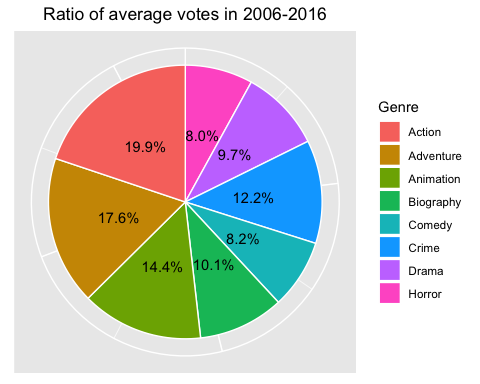 Ratio of average votes in 2006-2016
8.0%
19.9%
9.7%
12.2%
17.6%
8.2%
14.4%
10.1%
Genre
Action
Adventure
Animation
Biography
Comedy
Crime
Drama
Horror